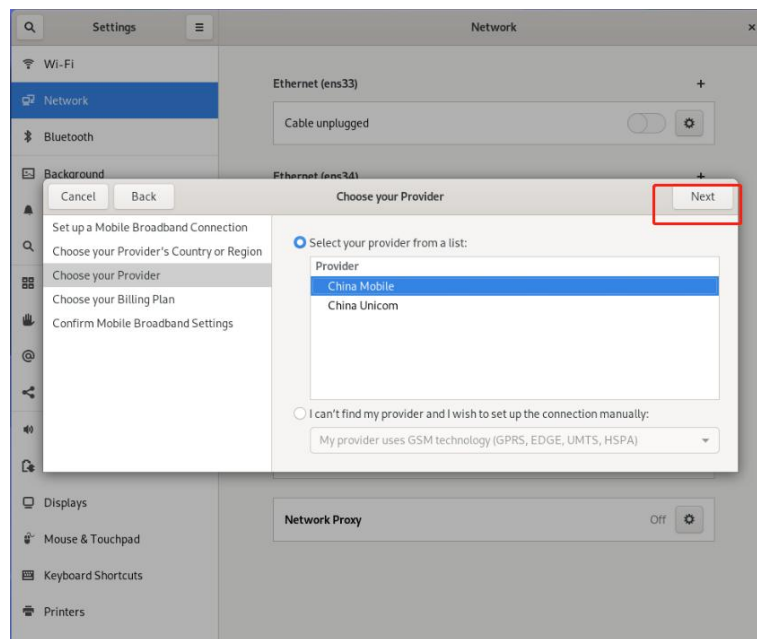 Settings
Network
Wi-Fi
Network
Bluetooth
Background
Ethernet (ens33)
Cable unplugged
Ethernet (ens34)
Cancel
Back
Choose your Provider
Next
Set up a Mobile Broadband Connection
Choose your Provider's Country or Region
Choose your Provider
Choose your Billing Plan
Confirm Mobile Broadband Settings
Select your provider from a list:
Provider
China Mobile
China Unicom
I can't find my provider and I wish to set up the connection manually:
My provider uses GSM technology (GPRS, EDGE, UMTS, HSPA)
Displays
Mouse & Touchpad
Keyboard Shortcuts
Printers
Network Proxy
Off